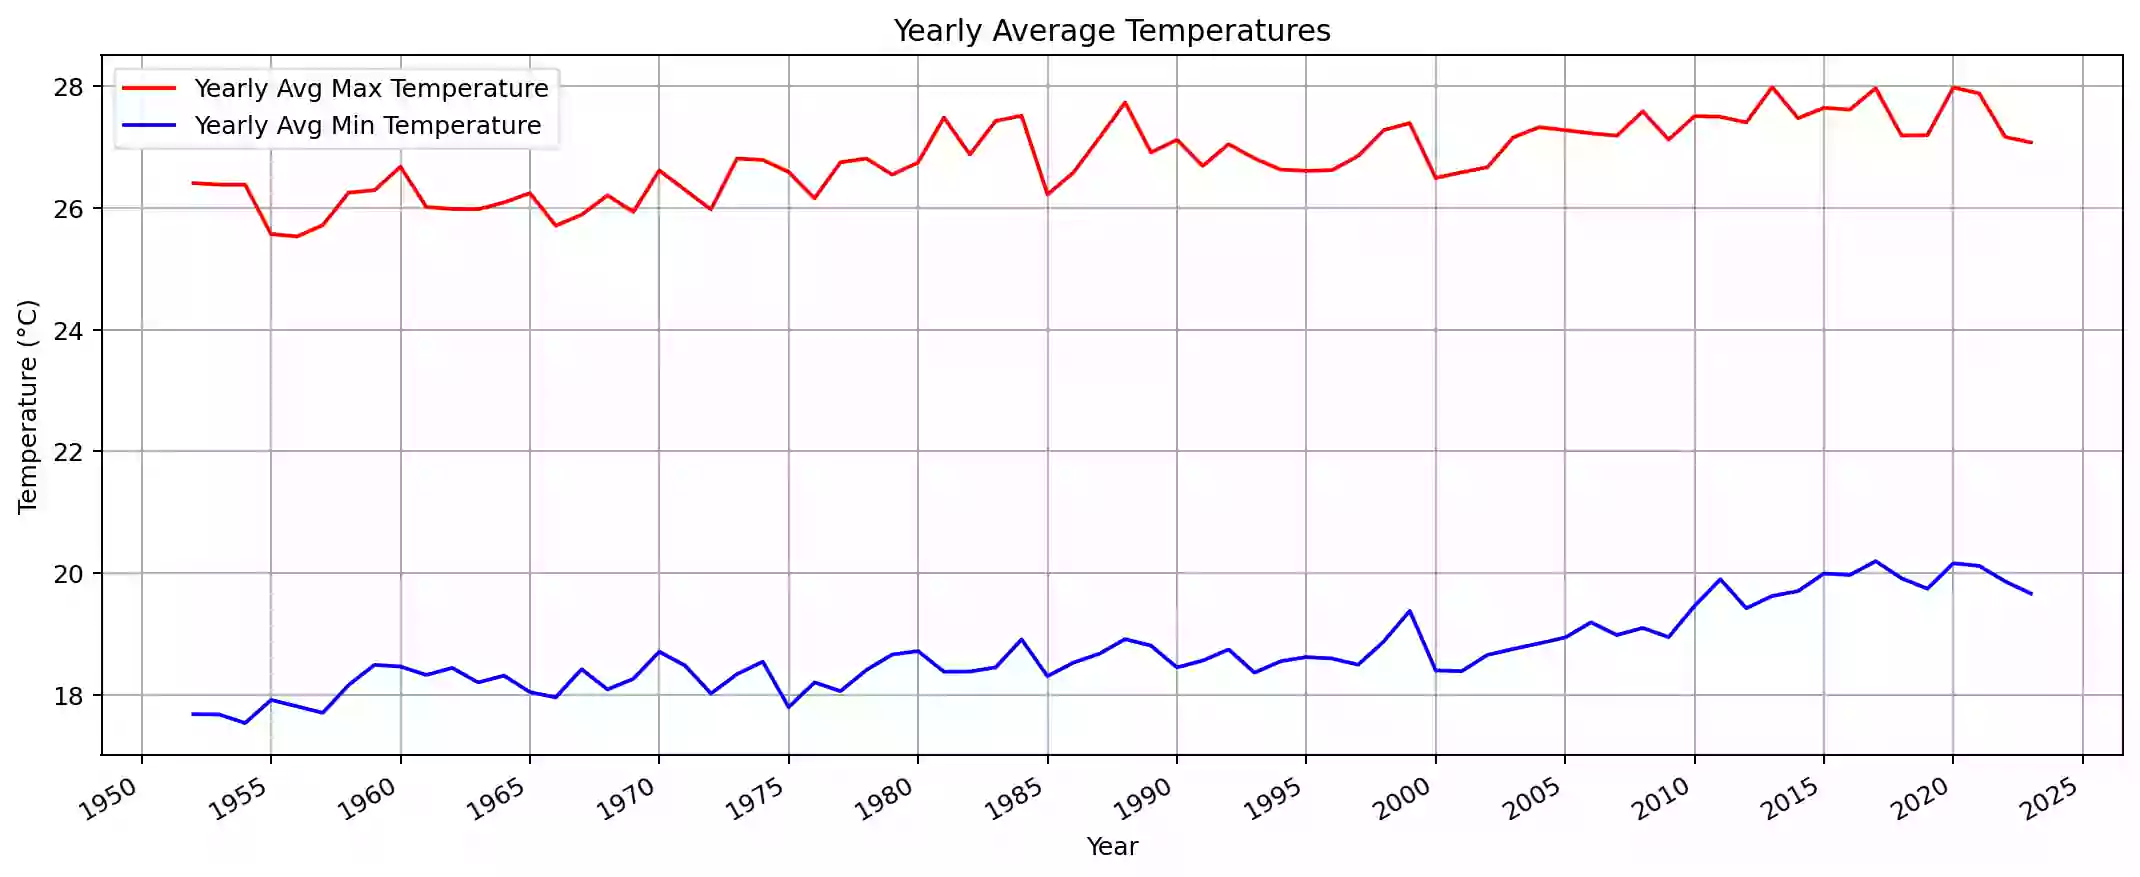 Yearly Average Temperatures
Yearly Avg Max Temperature
Yearly Avg Min Temperature
28
26
24
22
20
18
Temperature (°C)
1950 1955 1960 1965 1970 1975 1980 1985 1990 1995 2000 2005 2010 2015 2020 2025
Year